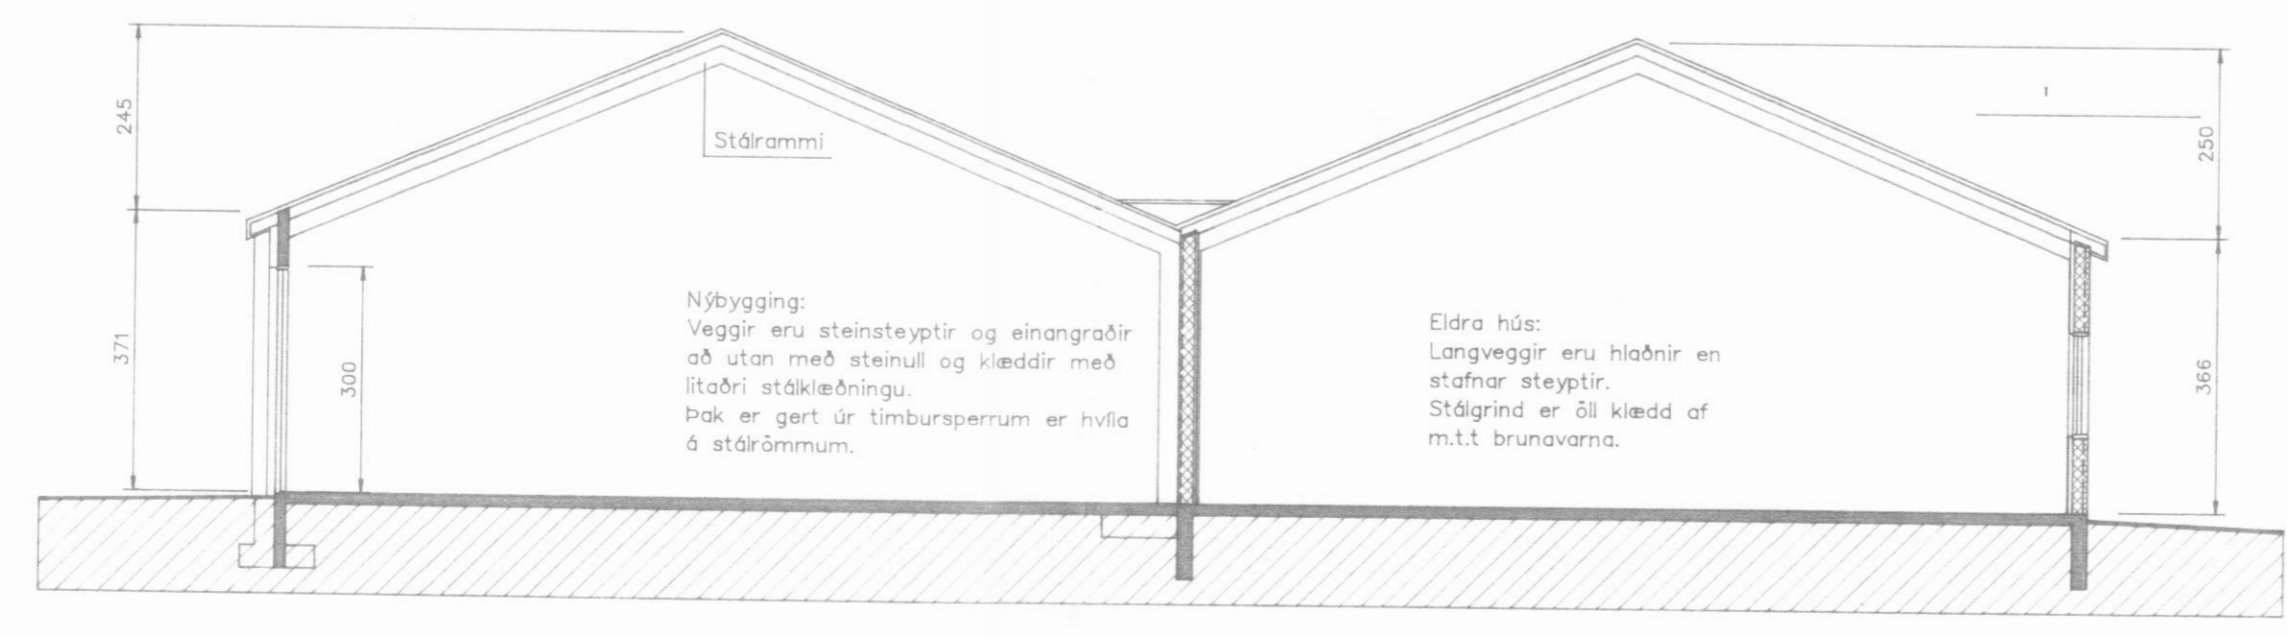 245
Stálrammi
250
371
300
Nýbygging:
Veggir eru steinsteyptir og einangraðir
að utan með steinull og klæddir með
litaðri stálklæðningu.
Þak er gert úr timbursperrum er hvíla
á stálrömmum.
Eldra hús:
Langveggir eru hlaðnir en
stafnar steyptir.
Stálgrind er öll klædd af
m.t.t brunavarna.
366